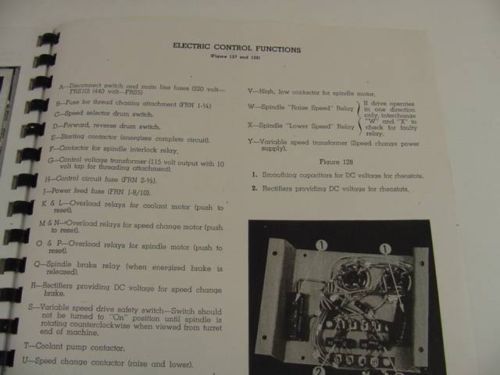 ELECTRIC CONTROL FUNCTIONS
(Figure 127 and 128)
A—Disconnect switch and main line fuses (220 volt—
(440 volt—FRS5)
B—Fuse for thread chasing attachment (FRN 1-¼)
C—Speed selector drum switch.
D—Forward, reverse drum switch.
E—Starting contactor (energizes complete circuit).
F—Contactor for spindle interlock relay.
G—Control voltage transformer (115 volt output with 10
volt tap for threading attachment).
H—Control circuit fuse (FRN 2-½).
J—Power feed fuse (FRN 1-8/10).
K & L—Overload relays for coolant motor (push to
reset).
M & N—Overload relays for speed change motor (push
to reset).
O & P—Overload relays for spindle motor (push to
reset).
Q—Spindle brake relay (when energized brake is
released).
R—Rectifiers providing DC voltage for speed change
brake.
S—Variable speed drive safety switch—Switch should
not be turned to "On" position until spindle is
rotating counterclockwise when viewed from turret
end of machine.
T—Coolant pump contactor.
U—Speed change contactor (raise and lower).
V—High, low contactor for spindle motor.
W—Spindle "Raise Speed" Relay
X—Spindle "Lower Speed" Relay
If drive operates
in one direction
only, interchange
"W" and "X" to
check for faulty
relay.
Y—Variable speed transformer (Speed change power
supply).
Figure 128
1. Smoothing capacitors for DC voltage for rheostats.
2. Rectifiers providing DC voltage for rheostats.
1
1
2
2